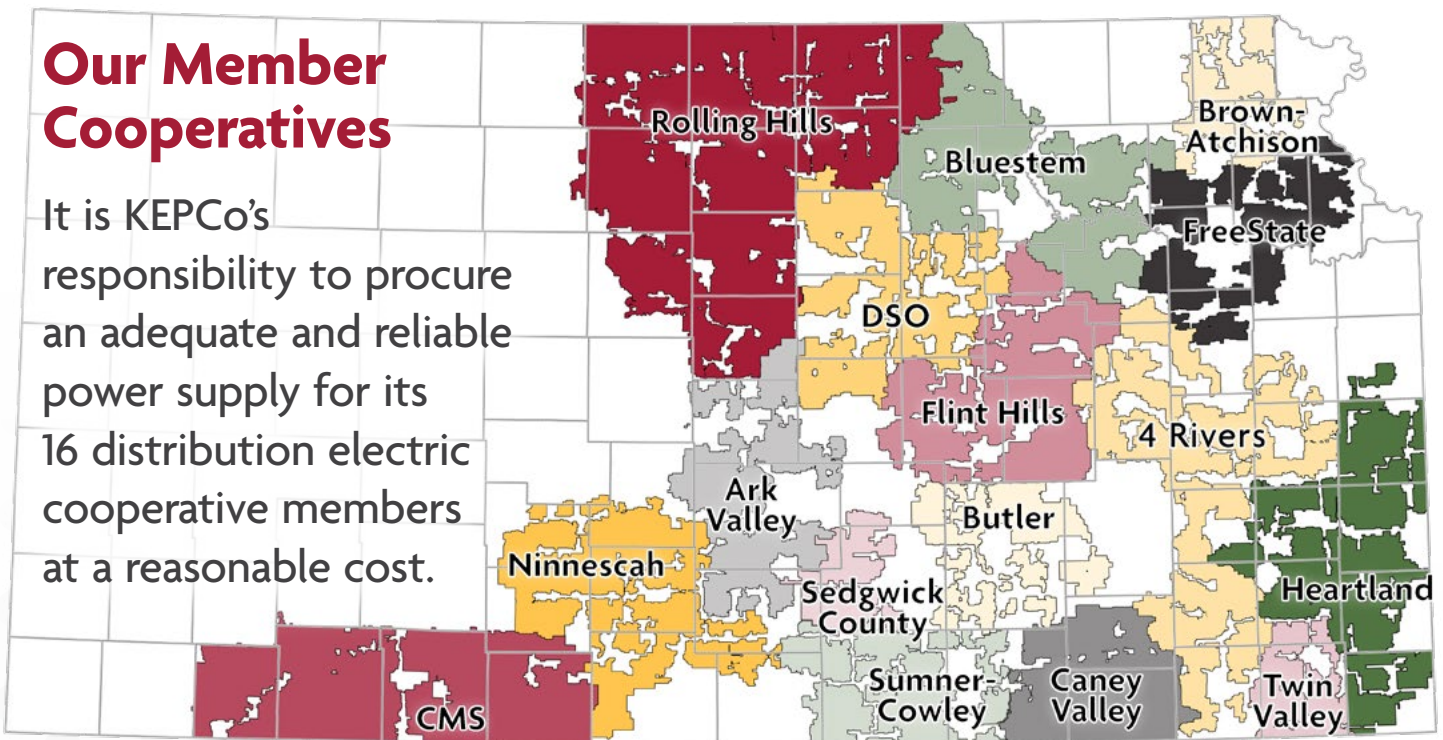 Our Member
Cooperatives
It is KEPCo’s
responsibility to procure
an adequate and reliable
power supply for its
16 distribution electric
cooperative members
at a reasonable cost.
Rolling Hills
Bluestem
Brown-
Atchison
FreeState
DSO
Flint Hills
4 Rivers
Ark
Valley
Butler
Ninnescah
Sedgwick
County
Heartland
CMS
Sumner-
Cowley
Caney
Valley
Twin
Valley